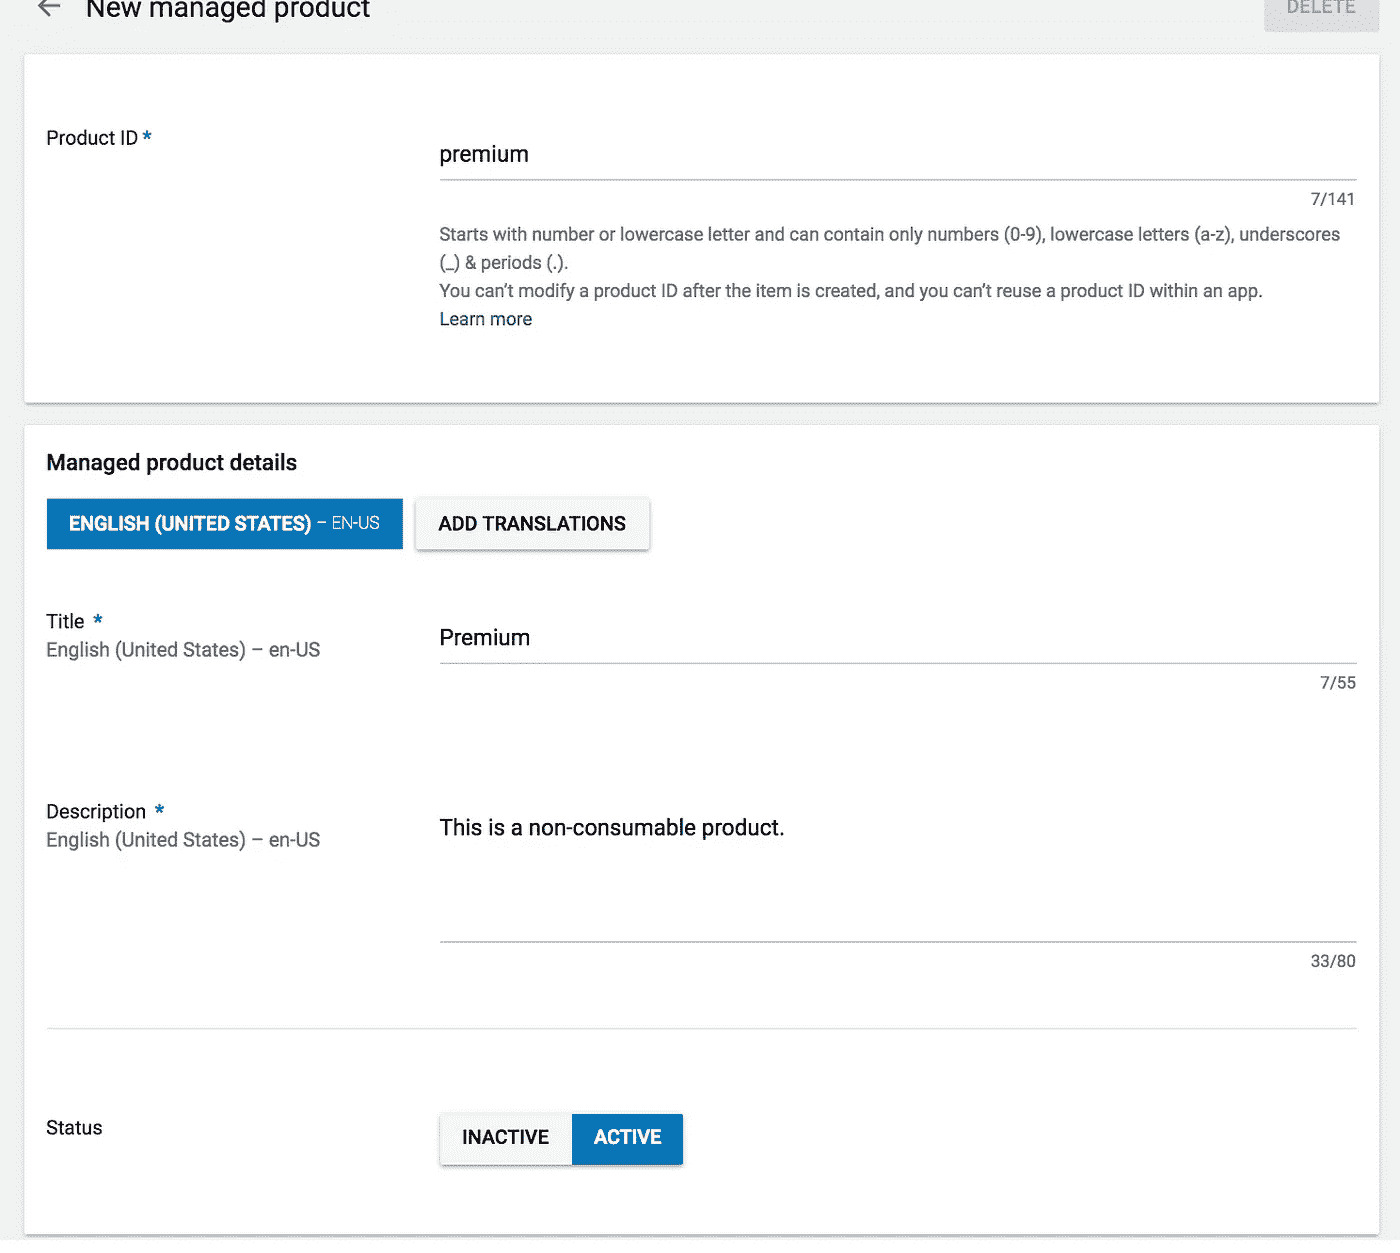 New managed product
DELETE
Product ID *
premium
7/141
Starts with number or lowercase letter and can contain only numbers (0-9), lowercase letters (a-z), underscores
(_) & periods (.).
You can’t modify a product ID after the item is created, and you can’t reuse a product ID within an app.
Learn more
Managed product details
ENGLISH (UNITED STATES) – EN-US
ADD TRANSLATIONS
Title *
English (United States) – en-US
Premium
7/55
Description *
English (United States) – en-US
This is a non-consumable product.
33/80
Status
INACTIVE
ACTIVE